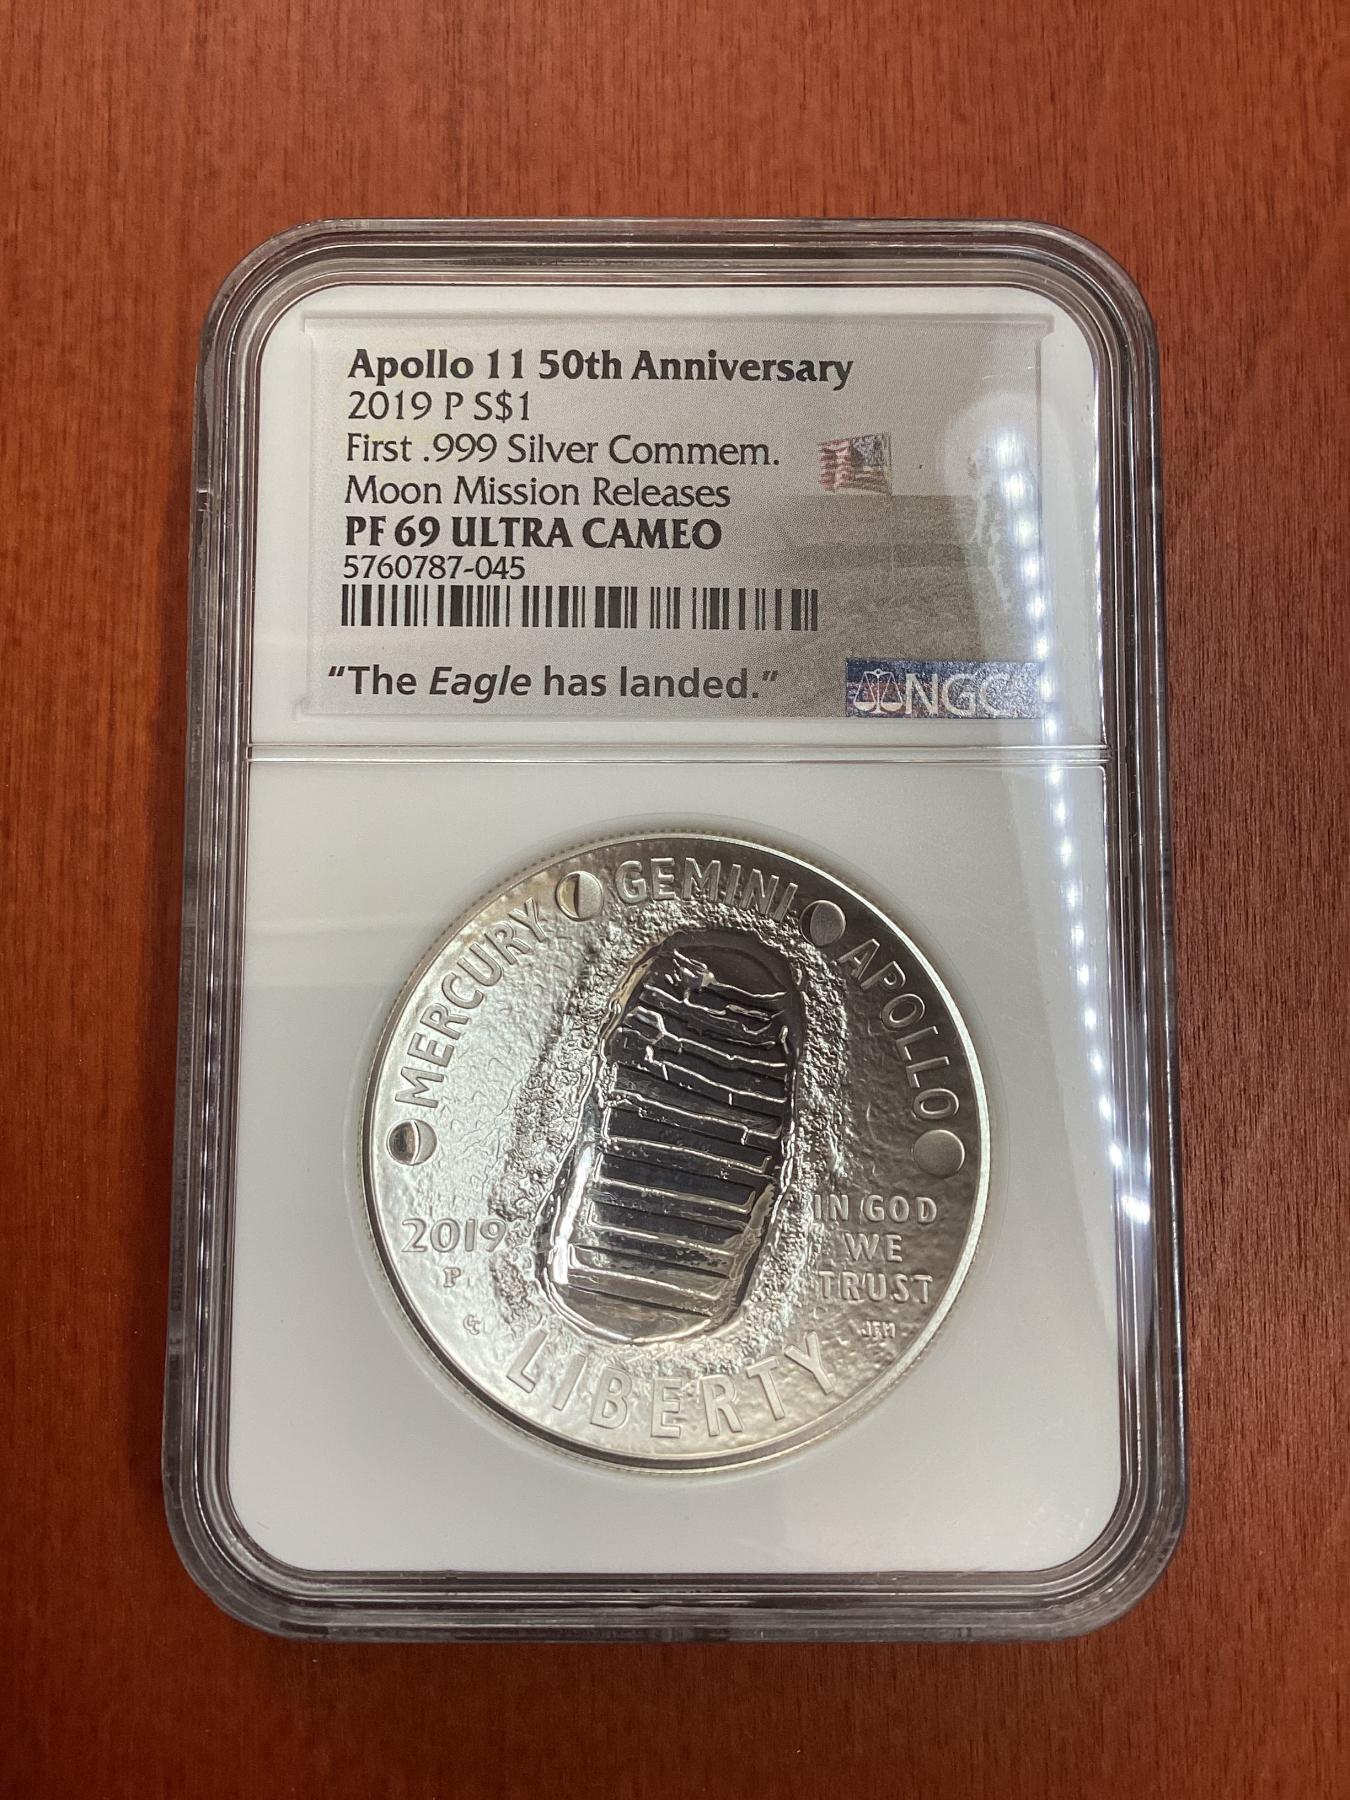 Apollo 11 50th Anniversary
2019 P S$1
First .999 Silver Commem.
Moon Mission Releases
PF 69 ULTRA CAMEO
5760787-045
“The Eagle has landed.”
NGC
MERCURY GEMINI APOLLO
2019
P
IN GOD
WE
TRUST
JFM
LIBERTY